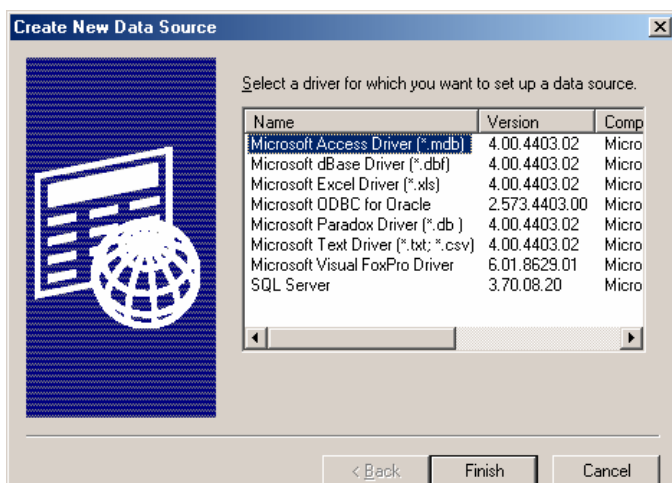 Create New Data Source
Select a driver for which you want to set up a data source.
Name Version Comp
Microsoft Access Driver (*.mdb) 4.00.4403.02 Micro
Microsoft dBase Driver (*.dbf) 4.00.4403.02 Micro
Microsoft Excel Driver (*.xls) 4.00.4403.02 Micro
Microsoft ODBC for Oracle 2.573.4403.00 Micro
Microsoft Paradox Driver (*.db ) 4.00.4403.02 Micro
Microsoft Text Driver (*.txt; *.csv) 4.00.4403.02 Micro
Microsoft Visual FoxPro Driver 6.01.8629.01 Micro
SQL Server 3.70.08.20 Micro
< Back Finish Cancel